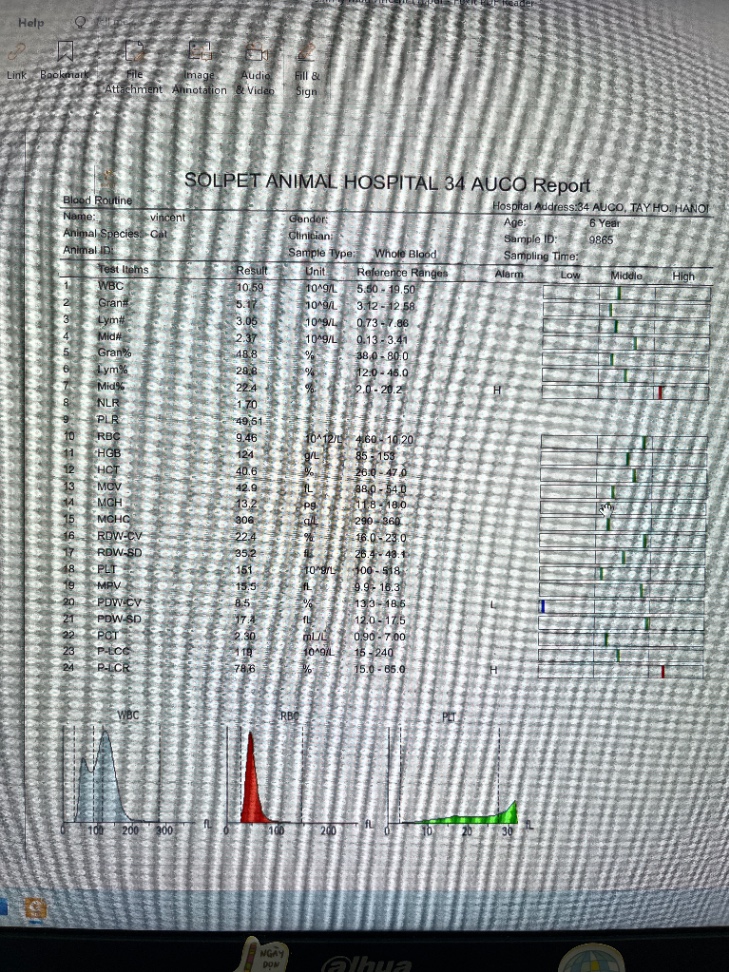 Help
Link Bookmark File Attachment Image Annotation Audio & Video Fill & Sign
SOLPET ANIMAL HOSPITAL 34 AUCO Report
Blood Routine
Hospital Address:34 AUCO, TAY HO. HANOI
Name: vincent Gender: Age: 6 Year
Animal Species: Cat Clinician: Sample ID: 9865
Animal ID: Sample Type: Whole Blood Sampling Time:
Test Items Result Unit Reference Ranges Alarm Low Middle High
1 WBC 10.59 10^9/L 5.50 - 19.50
2 Gran# 5.17 10^9/L 3.12 - 12.58
3 Lym# 3.05 10^9/L 0.73 - 7.86
4 Mid# 2.37 10^9/L 0.13 - 3.41
5 Gran% 48.8 % 38.0 - 80.0
6 Lym% 28.8 % 12.0 - 45.0
7 Mid% 22.4 % 2.0 - 20.2 H
8 NLR 1.70
9 PLR 49.51
10 RBC 9.46 10^12/L 4.60 - 10.20
11 HGB 124 g/L 85 - 153
12 HCT 40.6 % 26.0 - 47.0
13 MCV 42.9 fL 38.0 - 54.0
14 MCH 13.2 pg 11.8 - 18.0
15 MCHC 306 g/L 290 - 360
16 RDW-CV 22.4 % 16.0 - 23.0
17 RDW-SD 35.2 fL 26.4 - 43.1
18 PLT 151 10^9/L 100 - 518
19 MPV 15.5 fL 9.9 - 16.3
20 PDW-CV 8.5 % 13.3 - 18.6 L
21 PDW-SD 17.4 fL 12.0 - 17.5
22 PCT 2.30 mL/L 0.90 - 7.00
23 P-LCC 119 10^9/L 15 - 240
24 P-LCR 78.6 % 15.0 - 65.0 H
WBC RBC PLT
0 100 200 300 fL 0 100 200 fL 0 10 20 30 fL
NGÀY
alhua